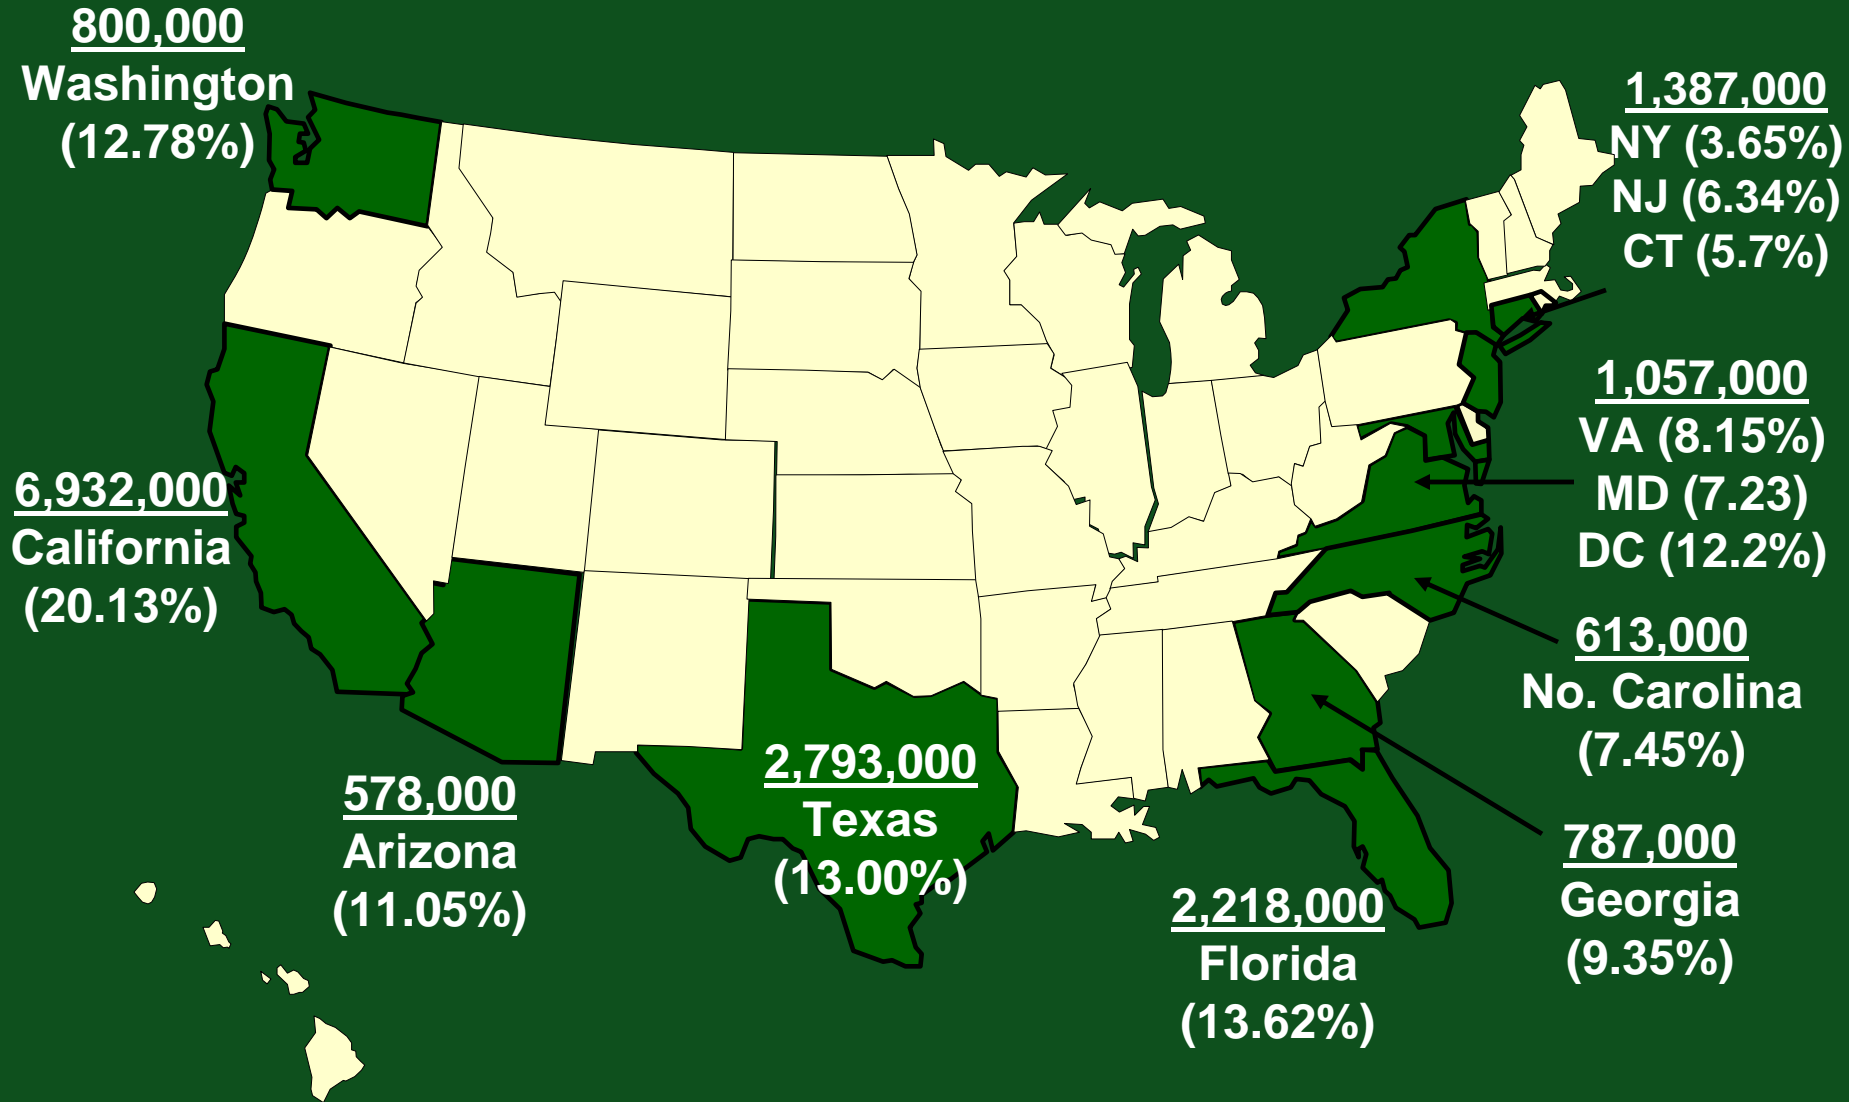 800,000
Washington
(12.78%)
1,387,000
NY (3.65%)
NJ (6.34%)
CT (5.7%)
1,057,000
VA (8.15%)
MD (7.23)
DC (12.2%)
6,932,000
California
(20.13%)
613,000
No. Carolina
(7.45%)
578,000
Arizona
(11.05%)
2,793,000
Texas
(13.00%)
787,000
Georgia
(9.35%)
2,218,000
Florida
(13.62%)